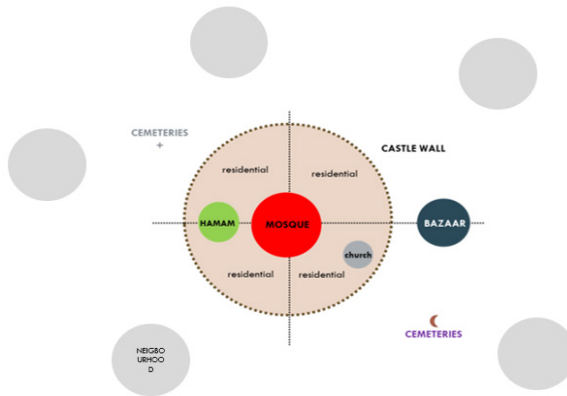 CEMETERIES
+
CASTLE WALL
residential
residential
HAMAM
MOSQUE
BAZAAR
church
residential
residential
CEMETERIES
NEIGBO
URHOO
D